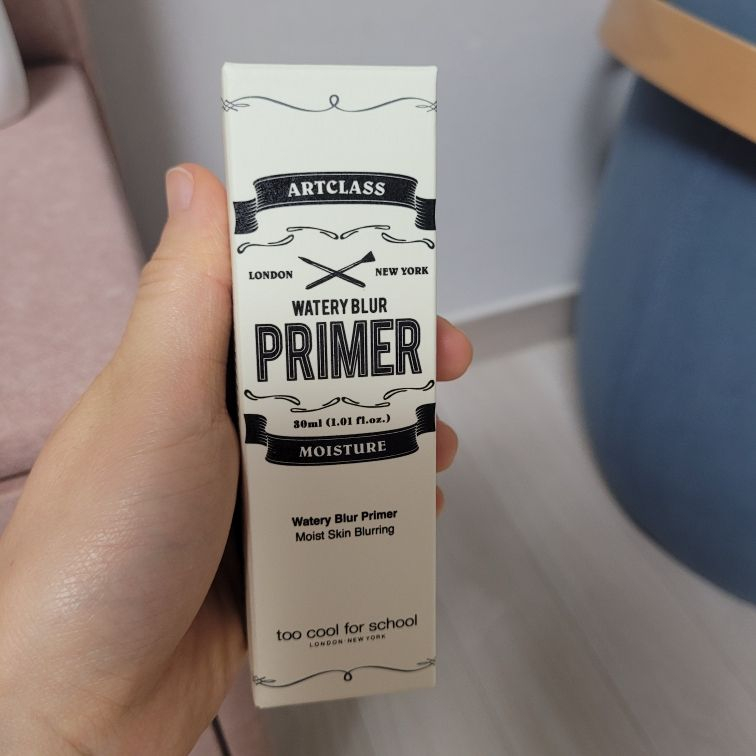 ARTCLASS
LONDON NEW YORK
WATERY BLUR
PRIMER
30ml (1.01 fl.oz.)
MOISTURE
Watery Blur Primer
Moist Skin Blurring
too cool for school
LONDON NEW YORK